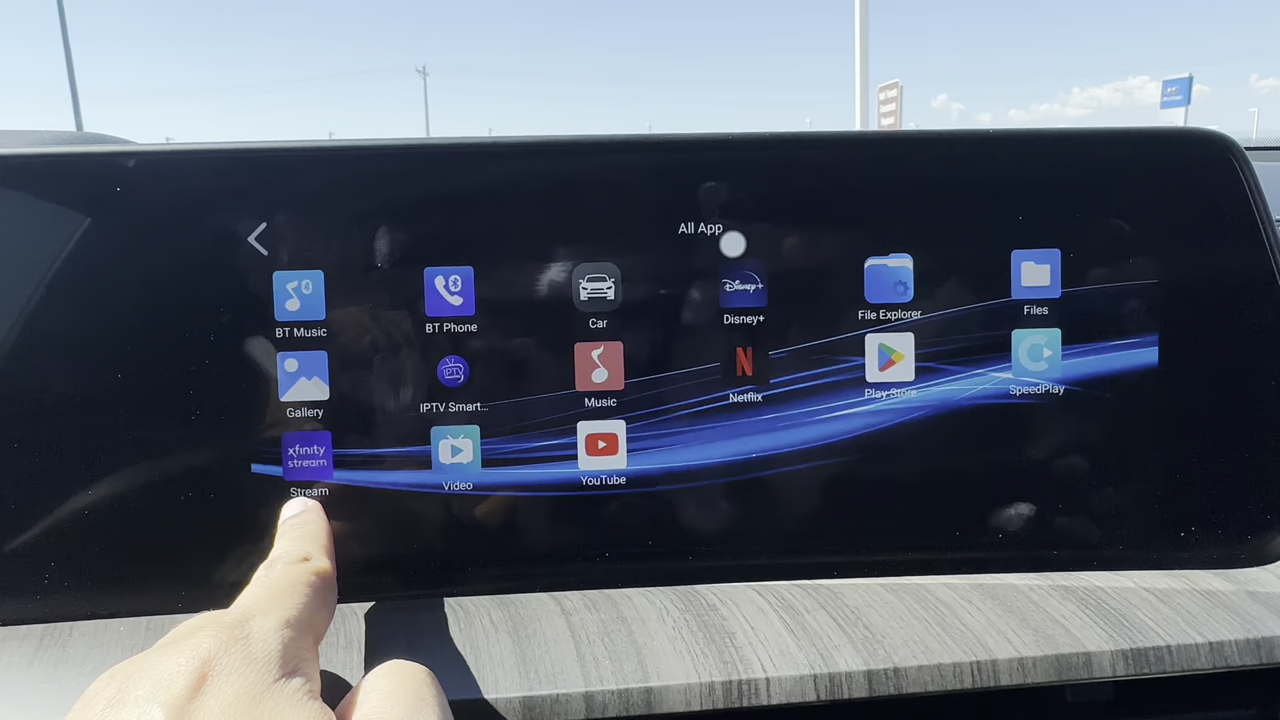 All App
BT Music
BT Phone
Car
Disney+
Disney+
File Explorer
Files
Gallery
IPTV
IPTV Smart...
Music
N
Netflix
Play Store
SpeedPlay
xfinity
stream
Stream
Video
YouTube